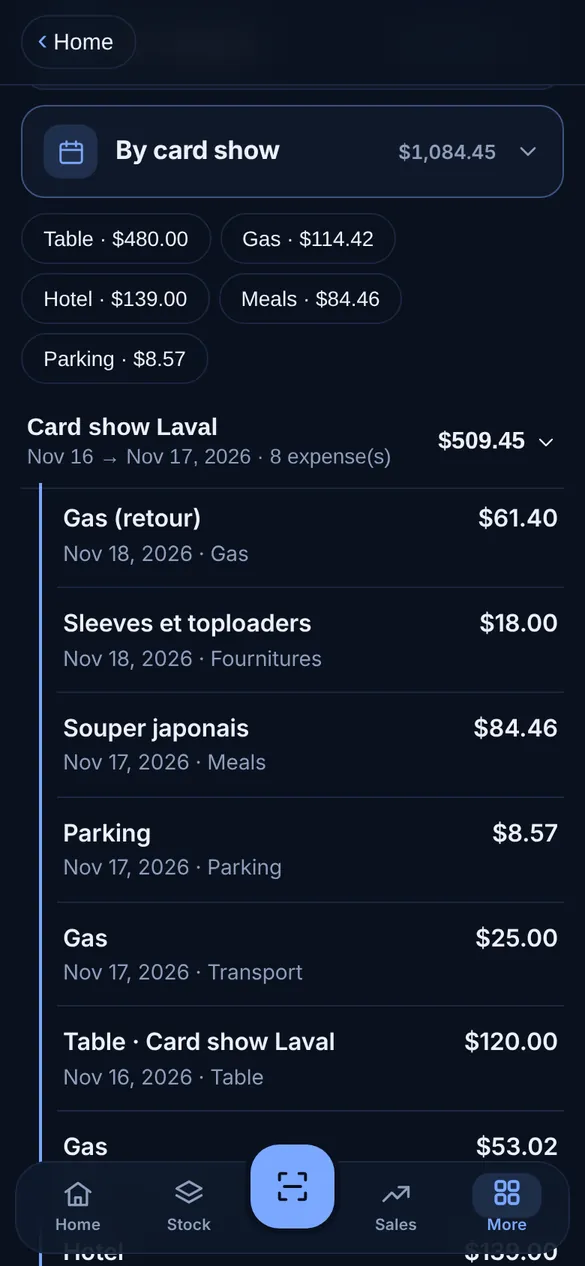 Home
By card show
$1,084.45
Table · $480.00
Gas · $114.42
Hotel · $139.00
Meals · $84.46
Parking · $8.57
Card show Laval
Nov 16 → Nov 17, 2026 · 8 expense(s)
$509.45
Gas (retour)
$61.40
Nov 18, 2026 · Gas
Sleeves et toploaders
$18.00
Nov 18, 2026 · Fournitures
Souper japonais
$84.46
Nov 17, 2026 · Meals
Parking
$8.57
Nov 17, 2026 · Parking
Gas
$25.00
Nov 17, 2026 · Transport
Table · Card show Laval
$120.00
Nov 16, 2026 · Table
Gas
$53.02
Home
Stock
Sales
More
Hotel
$139.00